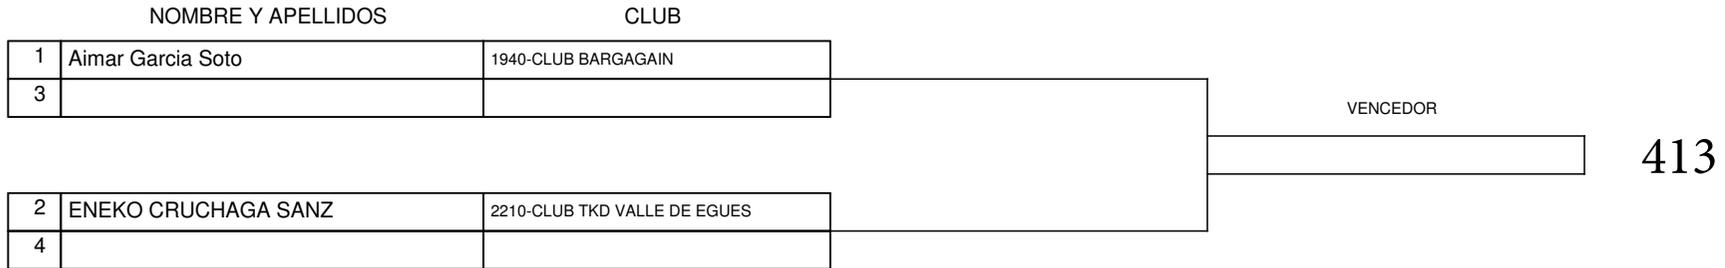 NOMBRE Y APELLIDOS CLUB
1 Aimar Garcia Soto 1940-CLUB BARGAGAIN
3
VENCEDOR
413
2 ENEKO CRUCHAGA SANZ 2210-CLUB TKD VALLE DE EGUES
4